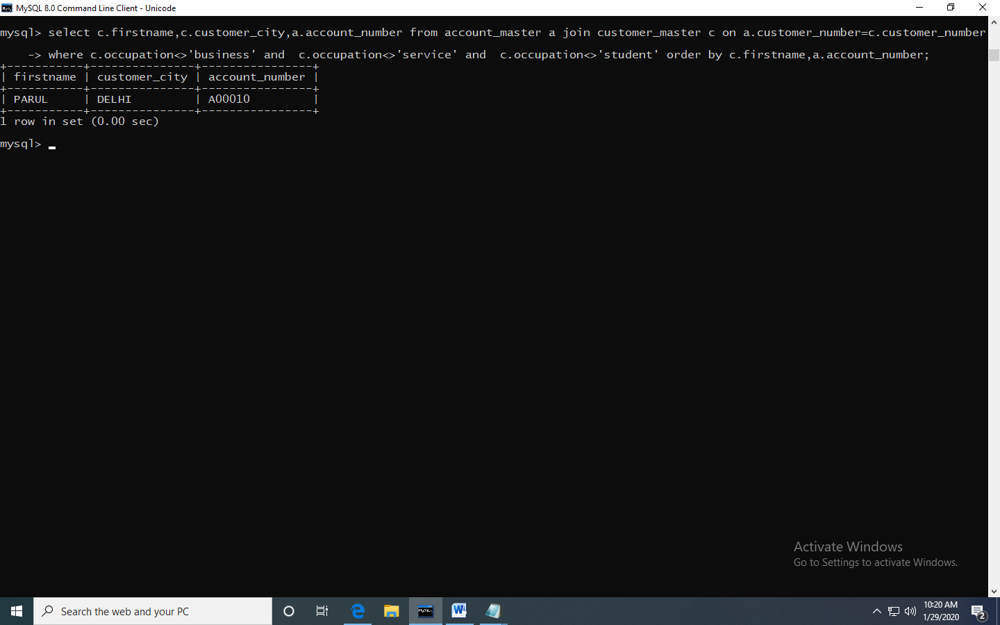 MySQL 8.0 Command Line Client - Unicode
mysql> select c.firstname,c.customer_city,a.account_number from account_master a join customer_master c on a.customer_number=c.customer_number
    -> where c.occupation<>'business' and  c.occupation<>'service' and  c.occupation<>'student' order by c.firstname,a.account_number;
+-----------+---------------+----------------+
| firstname | customer_city | account_number |
+-----------+---------------+----------------+
| PARUL     | DELHI         | A00010         |
+-----------+---------------+----------------+
1 row in set (0.00 sec)
mysql>
Activate Windows
Go to Settings to activate Windows.
Search the web and your PC
10:20 AM
1/29/2020
2